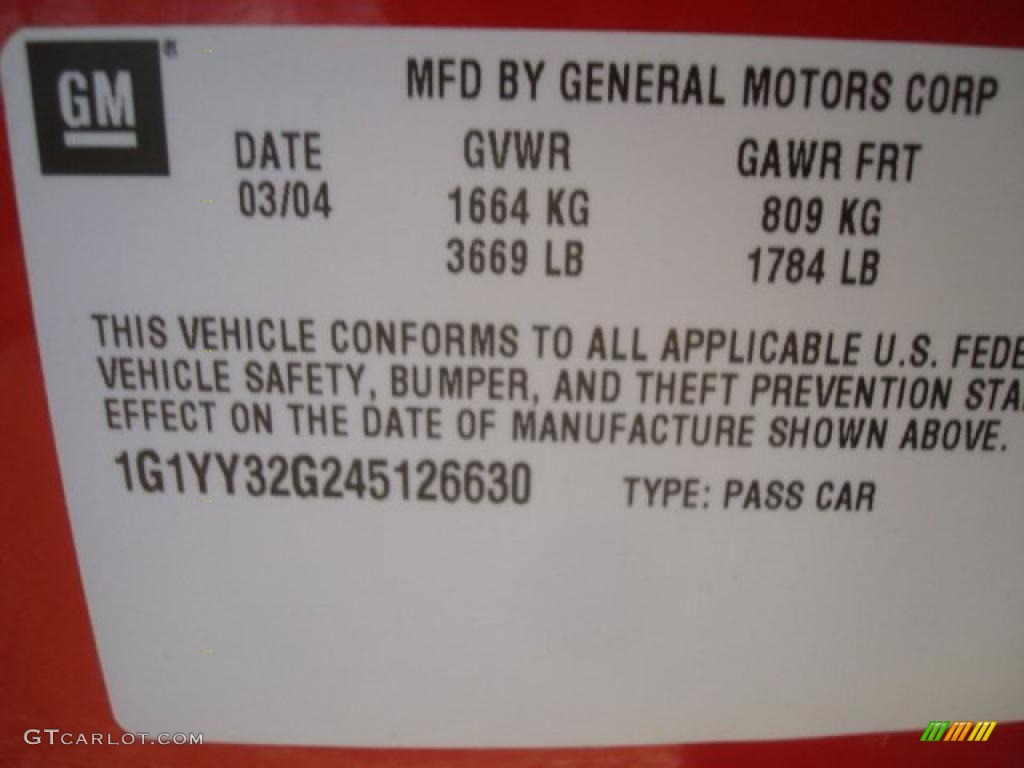 GM®
MFD BY GENERAL MOTORS CORP
DATE GVWR GAWR FRT
03/04 1664 KG 809 KG
3669 LB 1784 LB
THIS VEHICLE CONFORMS TO ALL APPLICABLE U.S. FEDE
VEHICLE SAFETY, BUMPER, AND THEFT PREVENTION STA
EFFECT ON THE DATE OF MANUFACTURE SHOWN ABOVE.
1G1YY32G245126630 TYPE: PASS CAR
GTCARLOT.COM